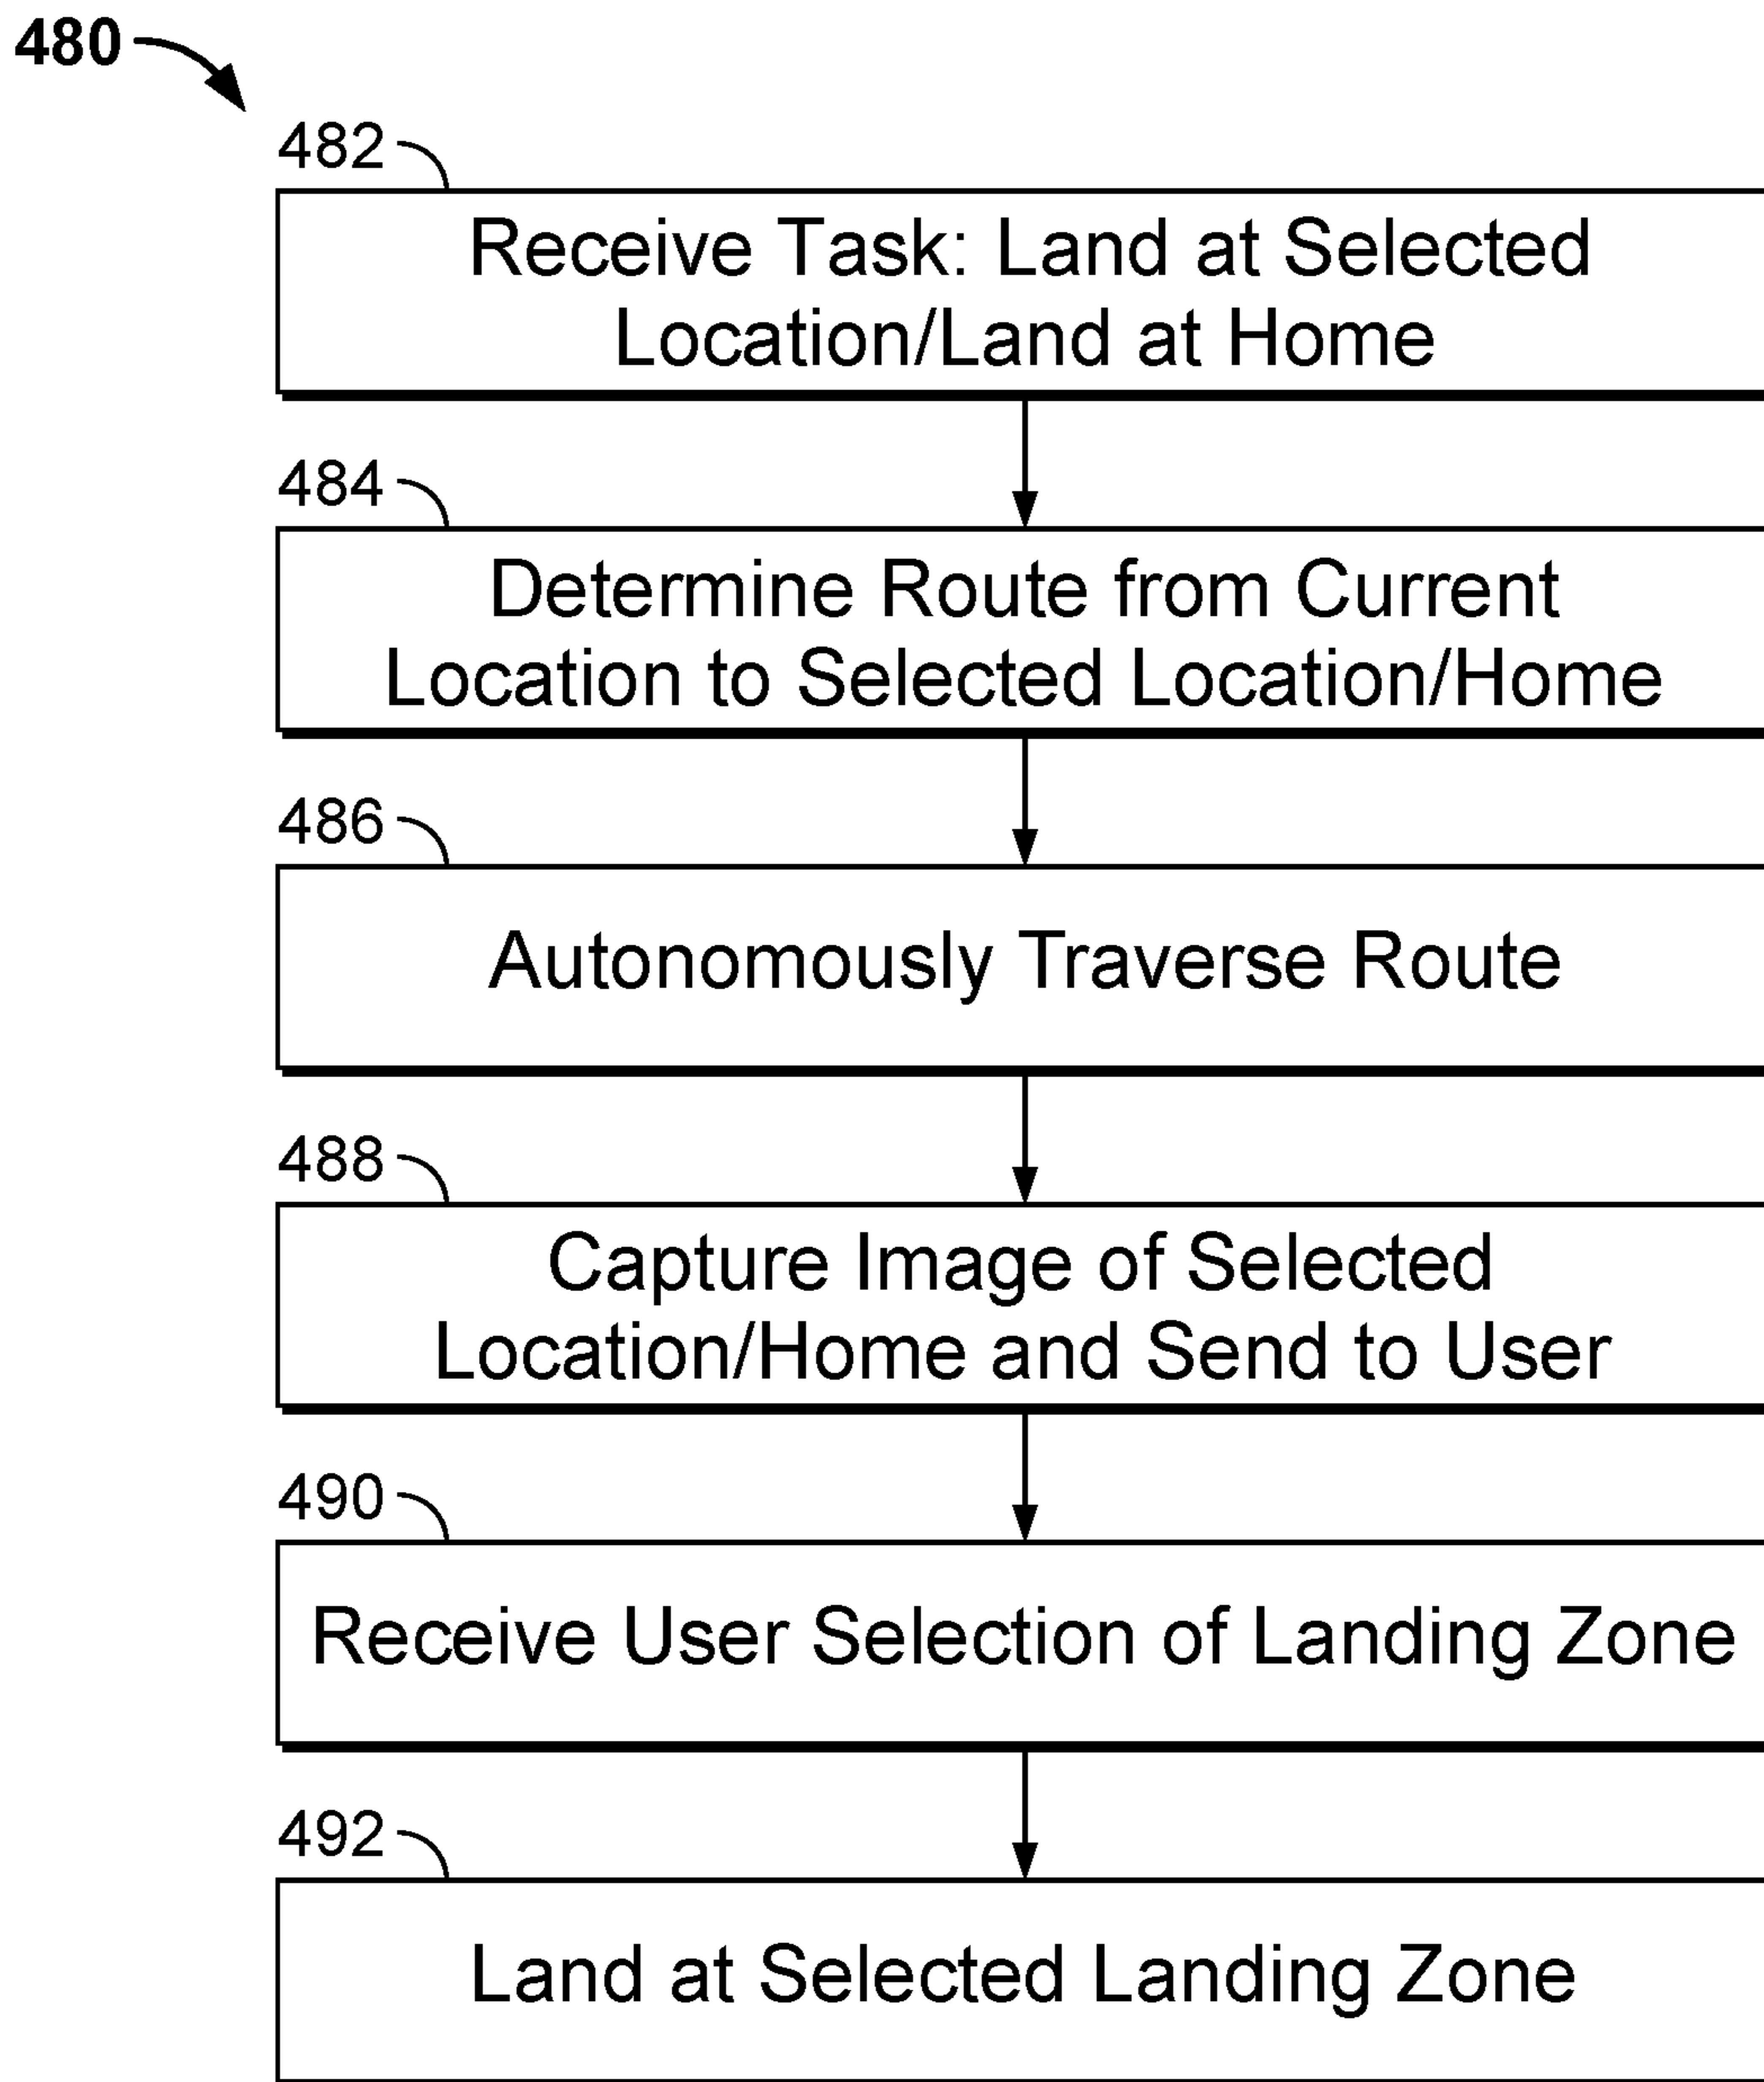 480
482
Receive Task: Land at Selected
Location/Land at Home
484
Determine Route from Current
Location to Selected Location/Home
486
Autonomously Traverse Route
488
Capture Image of Selected
Location/Home and Send to User
490
Receive User Selection of Landing Zone
492
Land at Selected Landing Zone